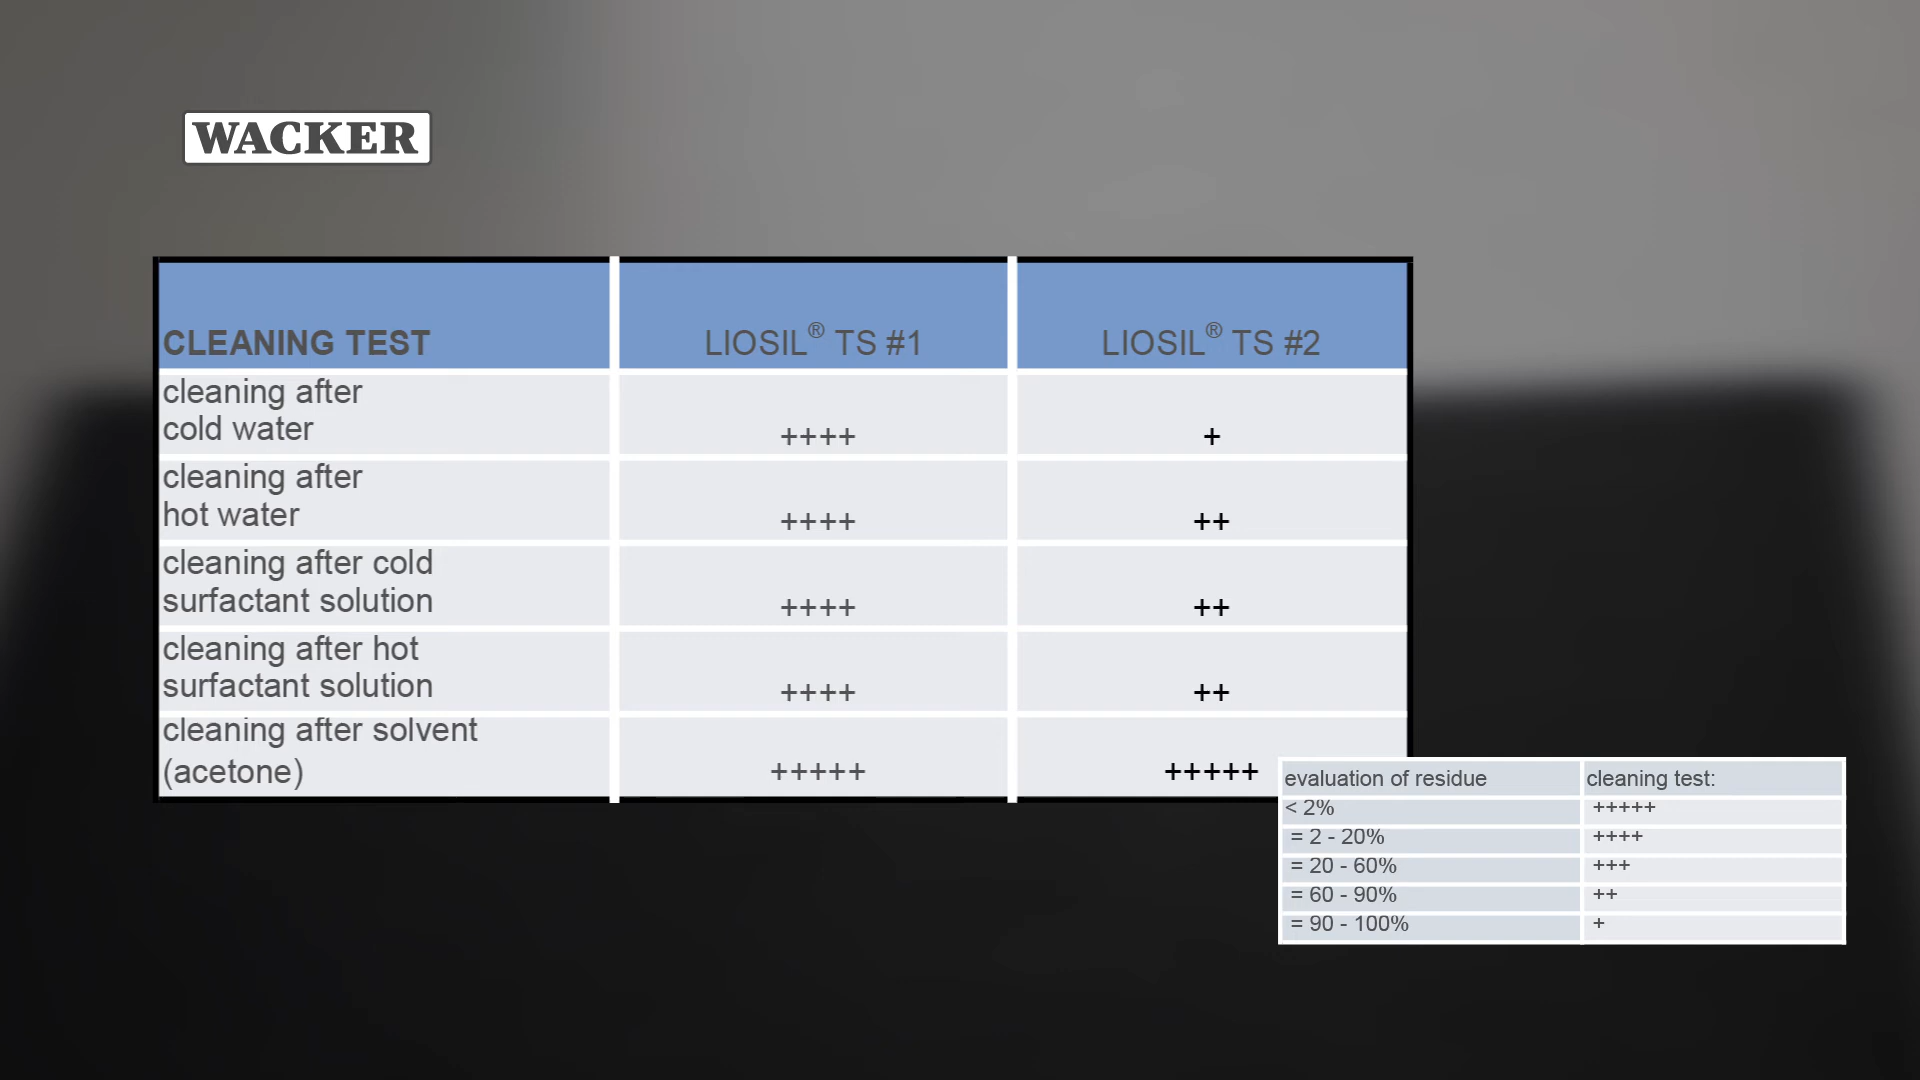 WACKER
CLEANING TEST
LIOSIL® TS #1
LIOSIL® TS #2
cleaning after
cold water
++++
+
cleaning after
hot water
++++
++
cleaning after cold
surfactant solution
++++
++
cleaning after hot
surfactant solution
++++
++
cleaning after solvent
(acetone)
+++++
+++++
evaluation of residue
cleaning test:
< 2%
+++++
= 2 - 20%
++++
= 20 - 60%
+++
= 60 - 90%
++
= 90 - 100%
+